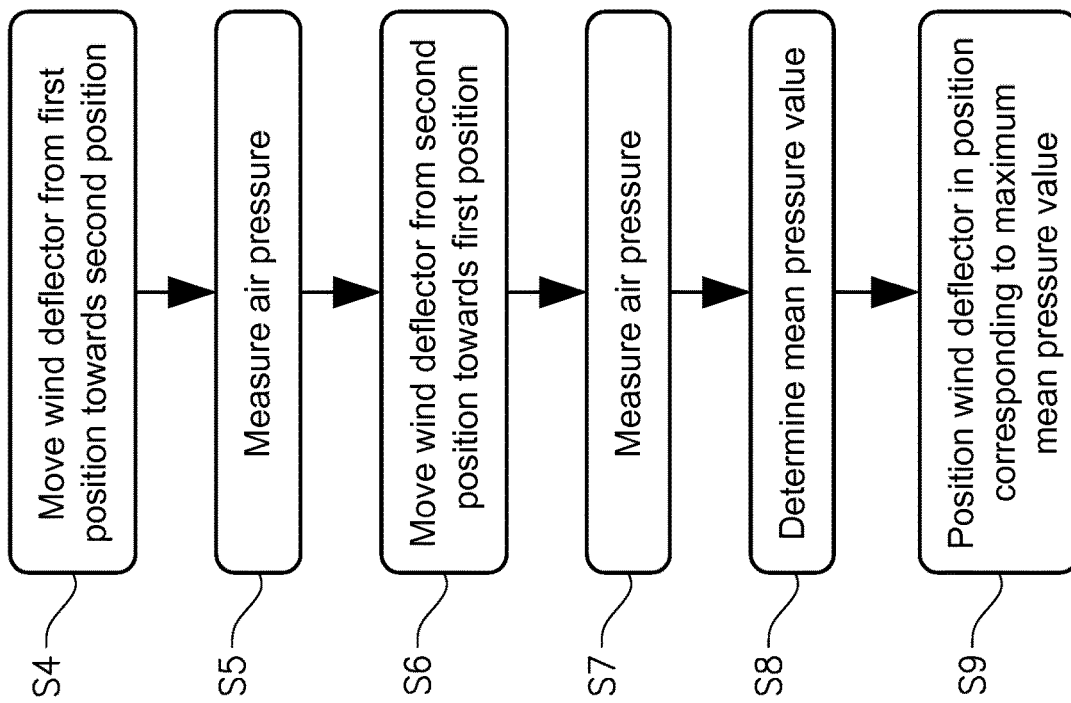 S4
Move wind deflector from first
position towards second position
S5
Measure air pressure
S6
Move wind deflector from second
position towards first position
S7
Measure air pressure
S8
Determine mean pressure value
S9
Position wind deflector in position
corresponding to maximum
mean pressure value